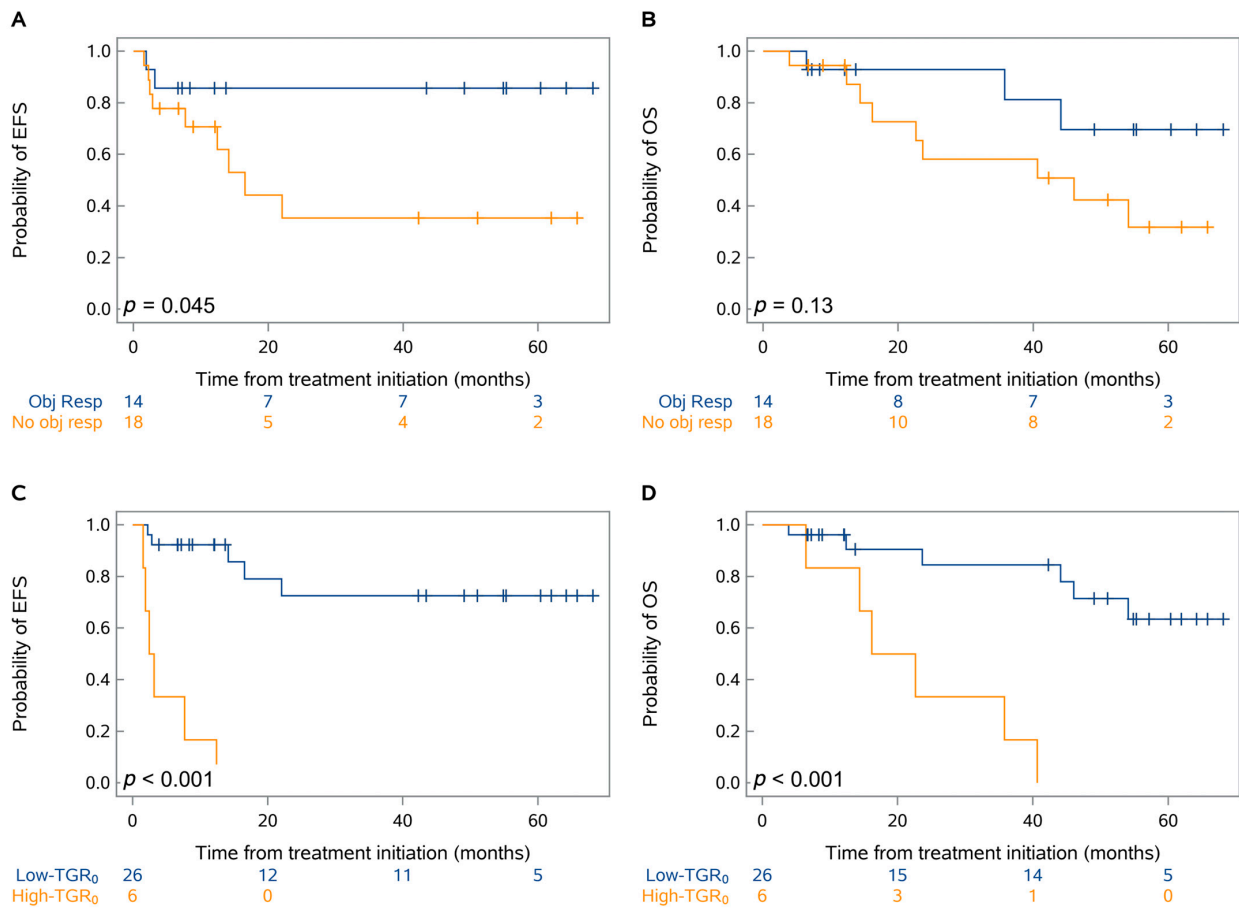 A
Probability of EFS
1.0
0.8
0.6
0.4
0.2
0.0
p = 0.045
0 20 40 60
Time from treatment initiation (months)
Obj Resp 14 7 7 3
No obj resp 18 5 4 2
B
Probability of OS
1.0
0.8
0.6
0.4
0.2
0.0
p = 0.13
0 20 40 60
Time from treatment initiation (months)
Obj Resp 14 8 7 3
No obj resp 18 10 8 2
C
Probability of EFS
1.0
0.8
0.6
0.4
0.2
0.0
p < 0.001
0 20 40 60
Time from treatment initiation (months)
Low-TGR₀ 26 12 11 5
High-TGR₀ 6 0
D
Probability of OS
1.0
0.8
0.6
0.4
0.2
0.0
p < 0.001
0 20 40 60
Time from treatment initiation (months)
Low-TGR₀ 26 15 14 5
High-TGR₀ 6 3 1 0